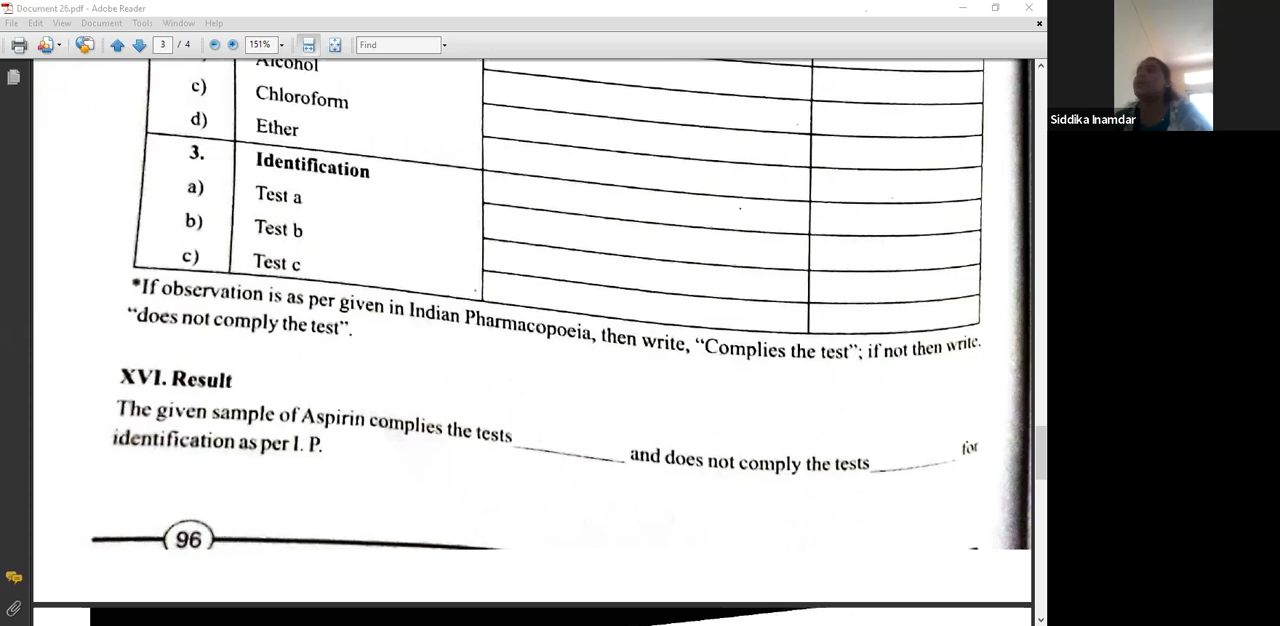 Document 26.pdf - Adobe Reader
File Edit View Document Tools Window Help
3 / 4 151% Find
Siddika Inamdar
Alcohol
c) Chloroform
d) Ether
3. Identification
a) Test a
b) Test b
c) Test c
*If observation is as per given in Indian Pharmacopoeia, then write, “Complies the test”; if not then write.
“does not comply the test”.
XVI. Result
The given sample of Aspirin complies the tests ________ and does not comply the tests ________ for
identification as per I. P.
96